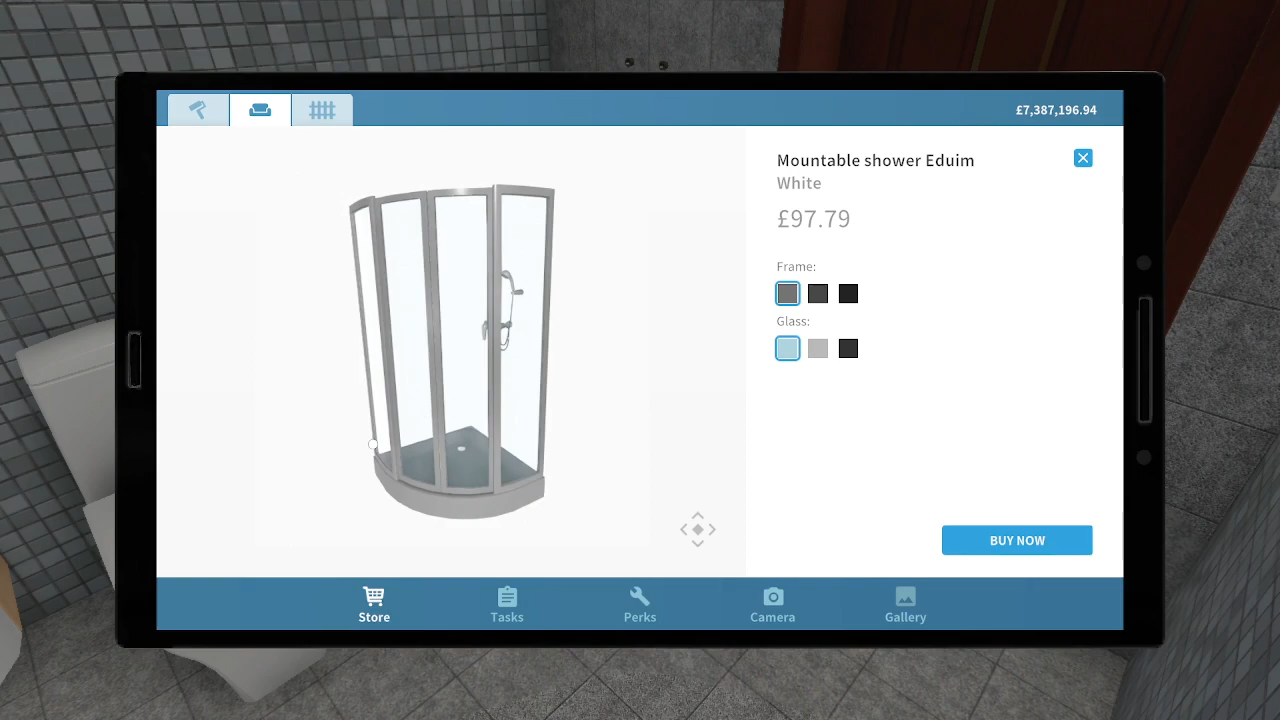 £7,387,196.94
Mountable shower Eduim
White
£97.79
Frame:
Glass:
BUY NOW
Store
Tasks
Perks
Camera
Gallery